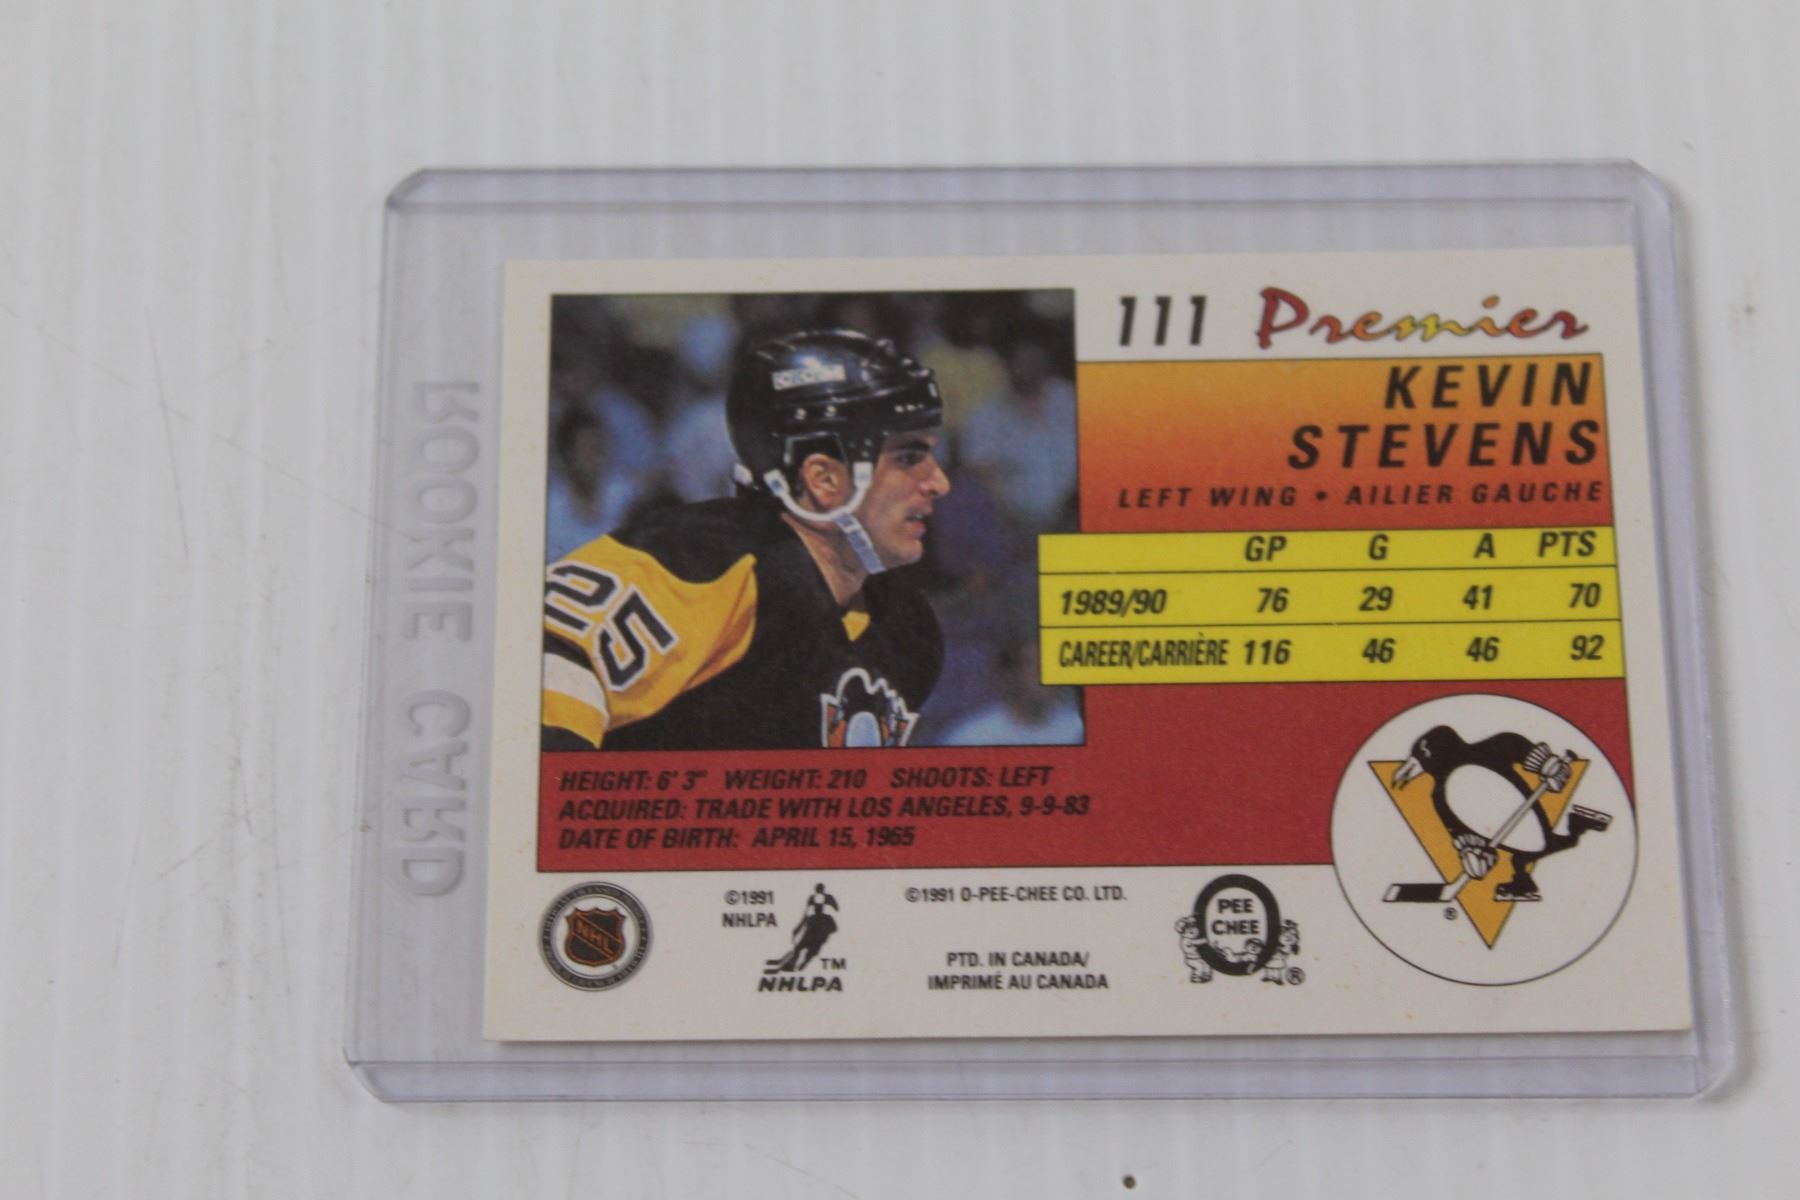 ROOKIE CARD
111 Premier
KEVIN
STEVENS
LEFT WING • AILIER GAUCHE
GP G A PTS
1989/90 76 29 41 70
CAREER/CARRIÈRE 116 46 46 92
25
HEIGHT: 6' 3" WEIGHT: 210 SHOOTS: LEFT
ACQUIRED: TRADE WITH LOS ANGELES, 9-9-83
DATE OF BIRTH: APRIL 15, 1965
NHL
©1991
NHLPA
TM
NHLPA
©1991 O-PEE-CHEE CO. LTD.
PTD. IN CANADA/
IMPRIMÉ AU CANADA
O
PEE
CHEE
®
®